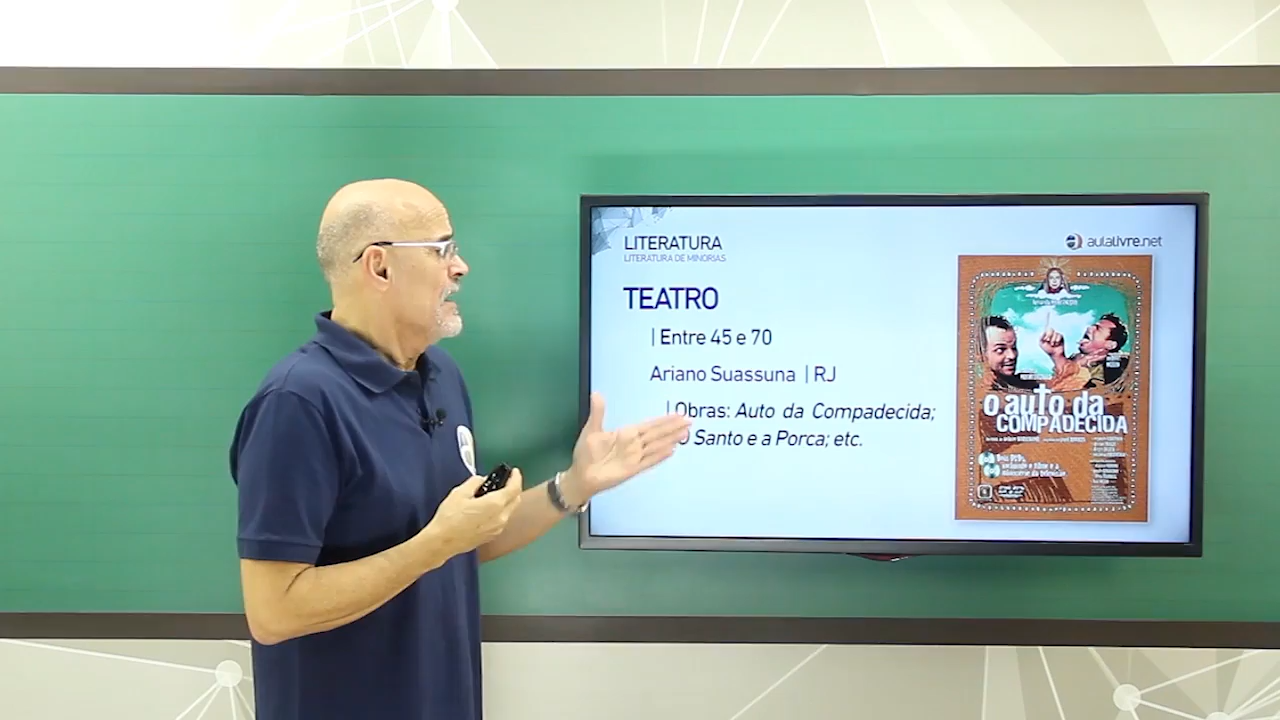 LITERATURA
LITERATURA DE MINORIAS
aulalivre.net
TEATRO
| Entre 45 e 70
Ariano Suassuna | RJ
| Obras: Auto da Compadecida;
O Santo e a Porca; etc.
o auto da
COMPADECIDA